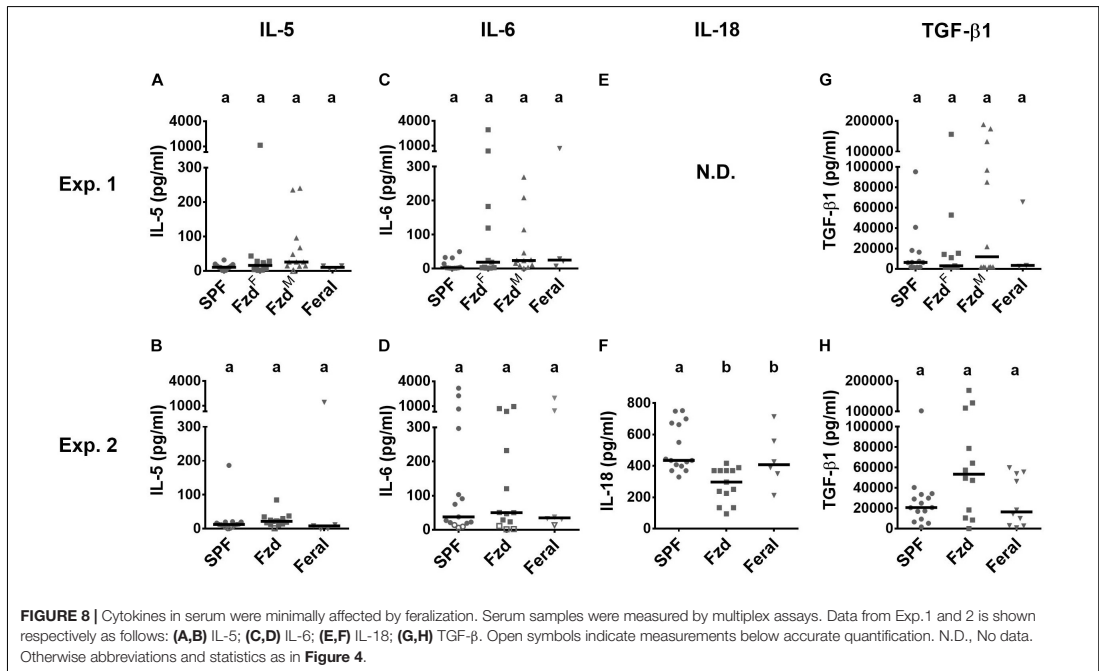 IL-5 IL-6 IL-18 TGF-β1
Exp. 1
A
a a a a
IL-5 (pg/ml)
4000
1000
300
200
100
0
SPF Fzd^F Fzd^M Feral
C
a a a a
IL-6 (pg/ml)
4000
1000
300
200
100
0
SPF Fzd^F Fzd^M Feral
E
N.D.
G
a a a a
TGF-β1 (pg/ml)
200000
100000
80000
60000
40000
20000
0
SPF Fzd^F Fzd^M Feral
Exp. 2
B
a a a
IL-5 (pg/ml)
4000
1000
300
200
100
0
SPF Fzd Feral
D
a a a
IL-6 (pg/ml)
4000
1000
300
200
100
0
SPF Fzd Feral
F
a b b
IL-18 (pg/ml)
800
600
400
200
0
SPF Fzd Feral
H
a a a
TGF-β1 (pg/ml)
200000
100000
80000
60000
40000
20000
0
SPF Fzd Feral
FIGURE 8 | Cytokines in serum were minimally affected by feralization. Serum samples were measured by multiplex assays. Data from Exp.1 and 2 is shown
respectively as follows: (A,B) IL-5; (C,D) IL-6; (E,F) IL-18; (G,H) TGF-β. Open symbols indicate measurements below accurate quantification. N.D., No data.
Otherwise abbreviations and statistics as in Figure 4.